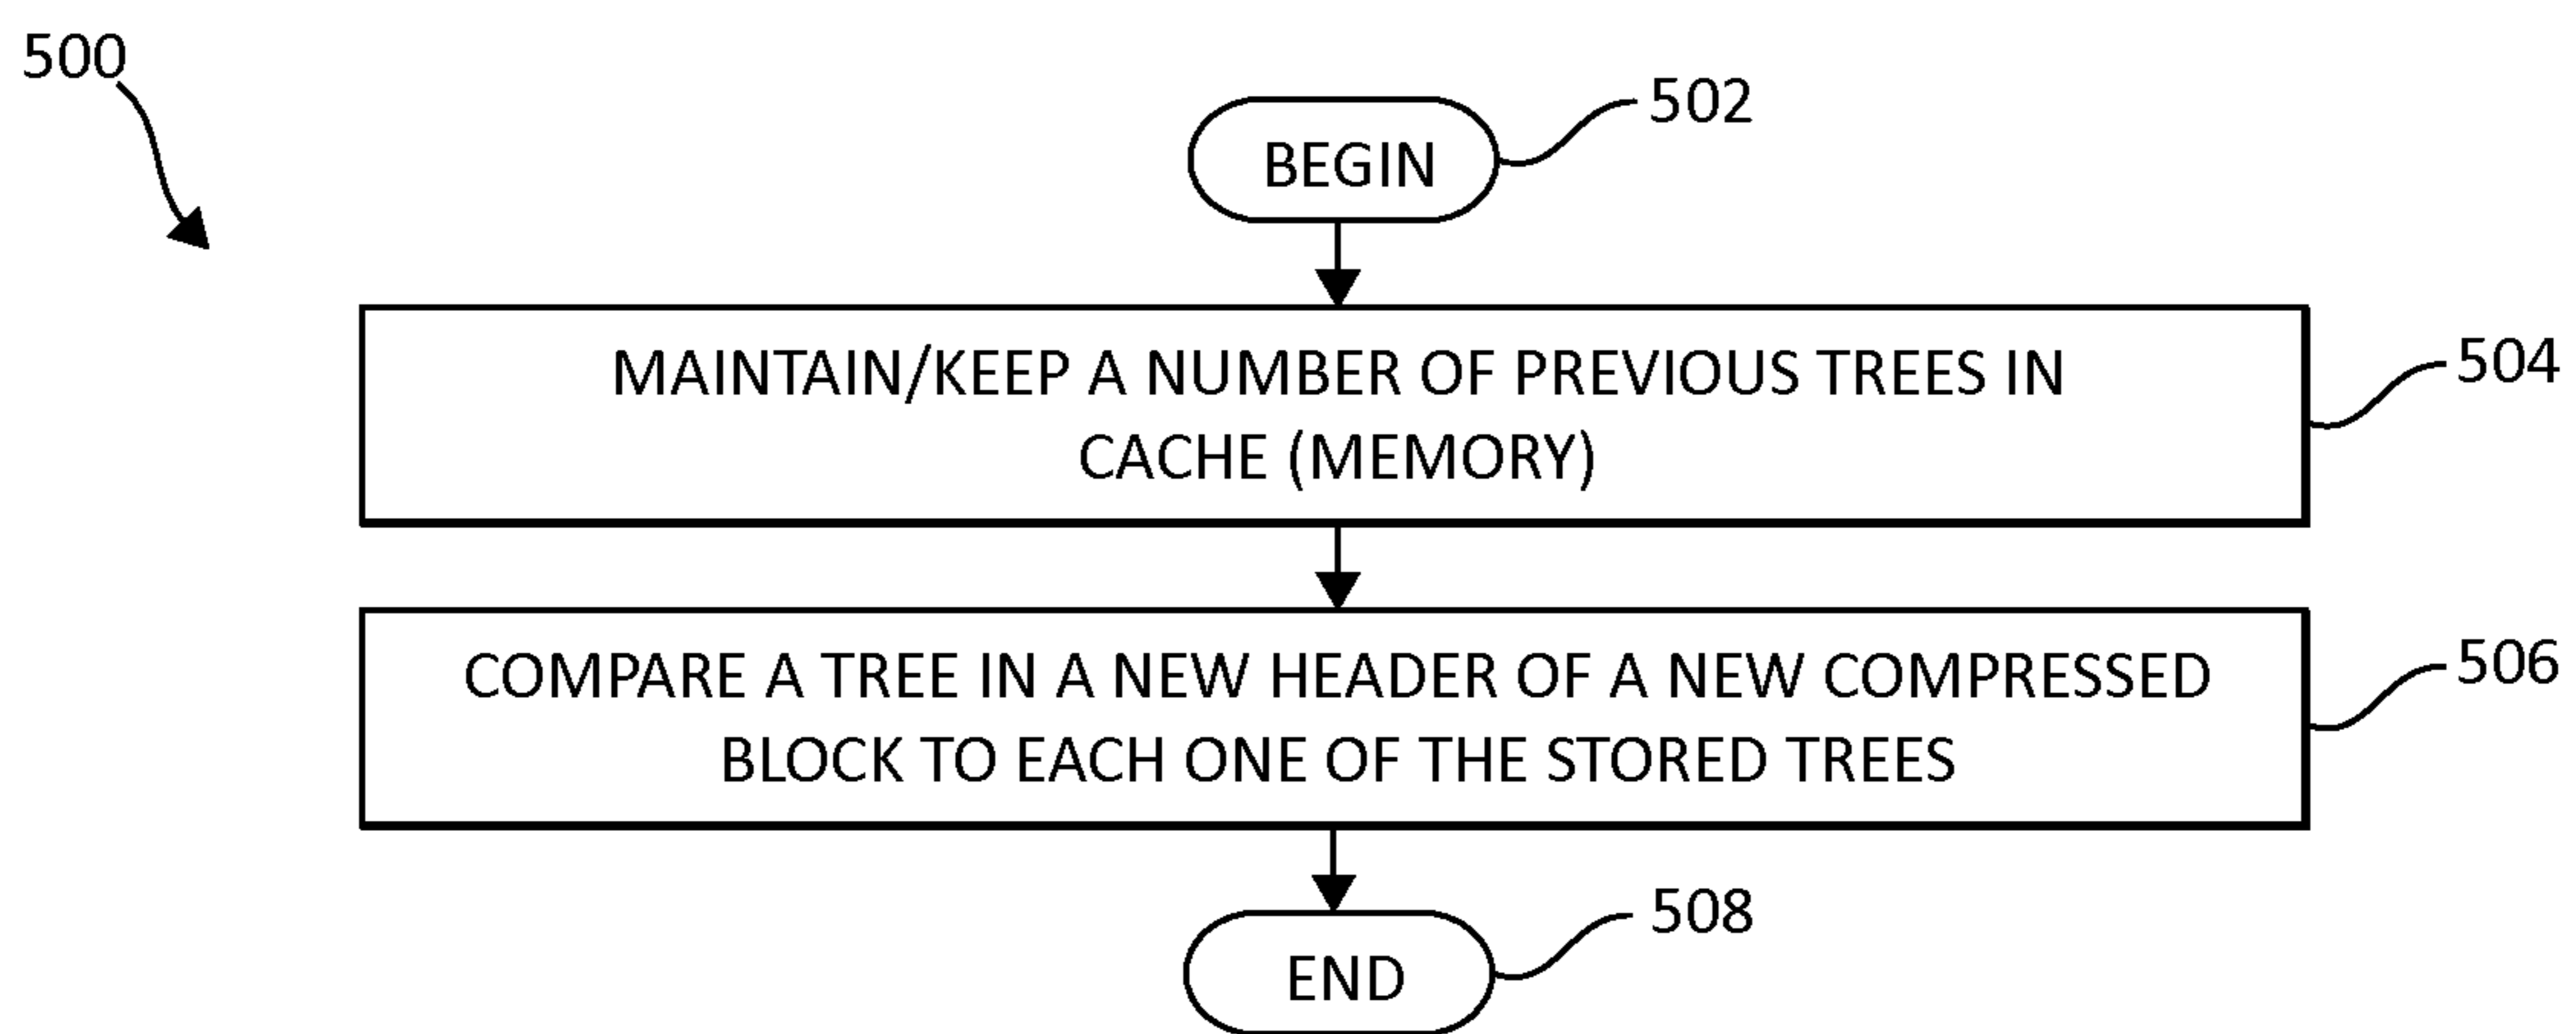 500
BEGIN
502
MAINTAIN/KEEP A NUMBER OF PREVIOUS TREES IN
CACHE (MEMORY)
504
COMPARE A TREE IN A NEW HEADER OF A NEW COMPRESSED
BLOCK TO EACH ONE OF THE STORED TREES
506
END
508